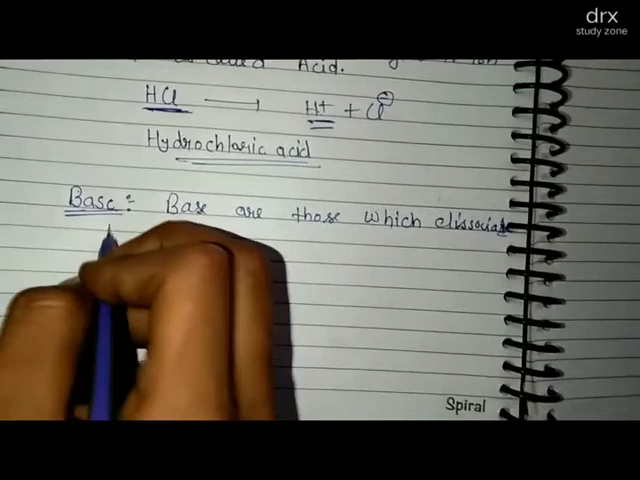 drx
study zone
Acid.
HCl ⟶ H+ + Cl⊖
Hydrochloric acid
Base:- Base are those which dissociate
Spiral